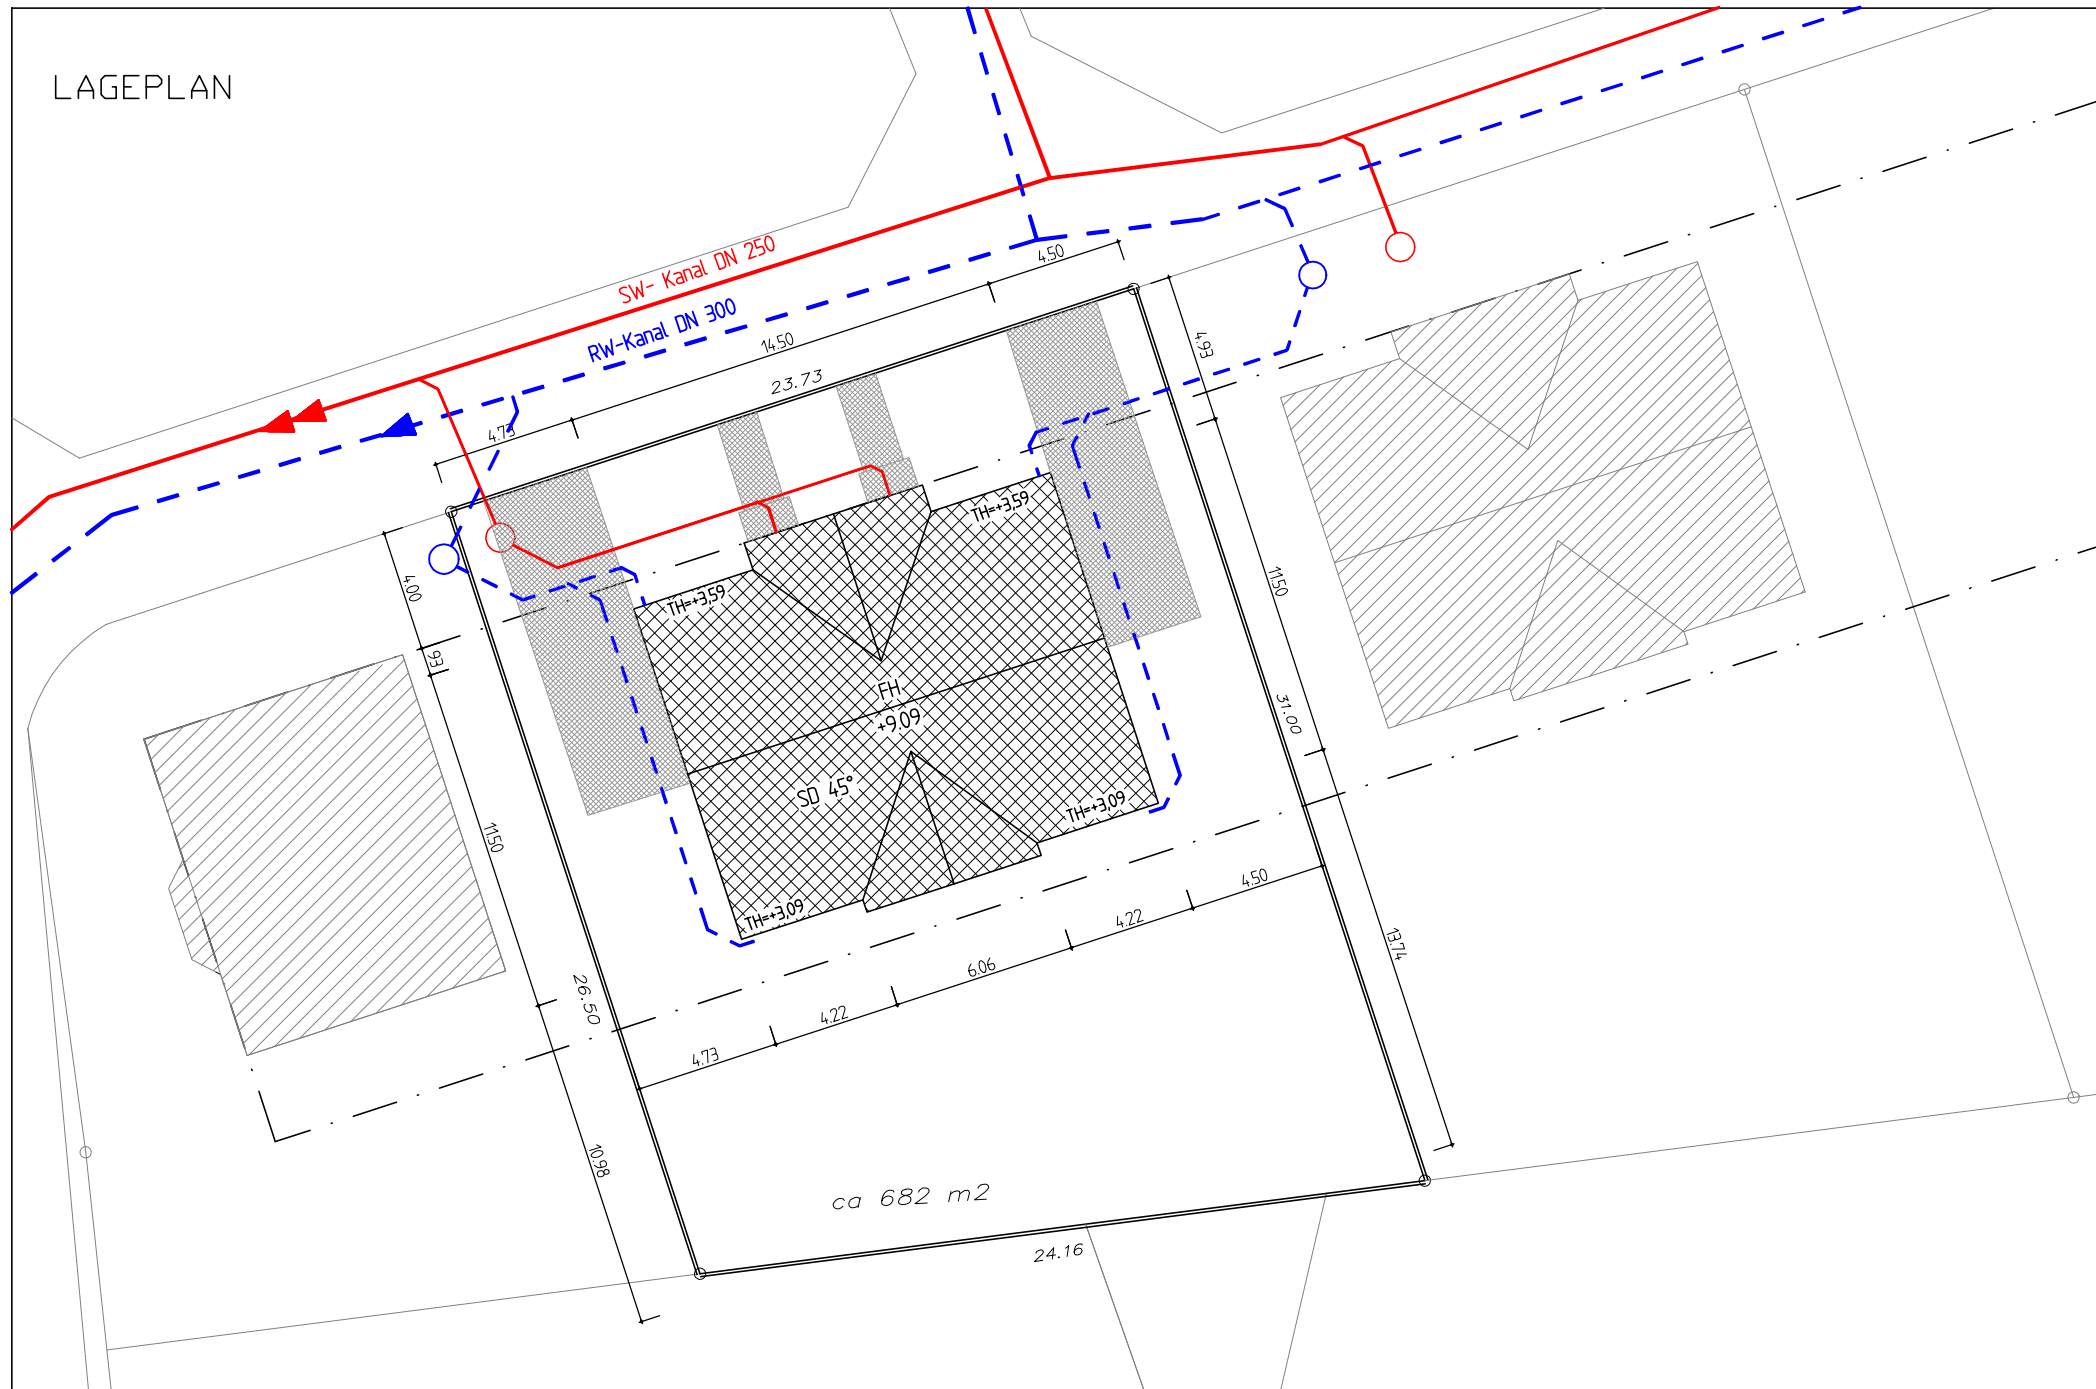 LAGEPLAN
SW- Kanal DN 250
RW-Kanal DN 300
4.50
14.50
23.73
4.73
4.93
4.00
.93
TH=+3,59
TH=+3,59
11.50
FH
+9.09
31.00
SD 45°
11.50
TH=+3,09
TH=+3,09
4.50
4.22
6.06
4.22
4.73
13.74
26.50
10.98
ca 682 m2
24.16